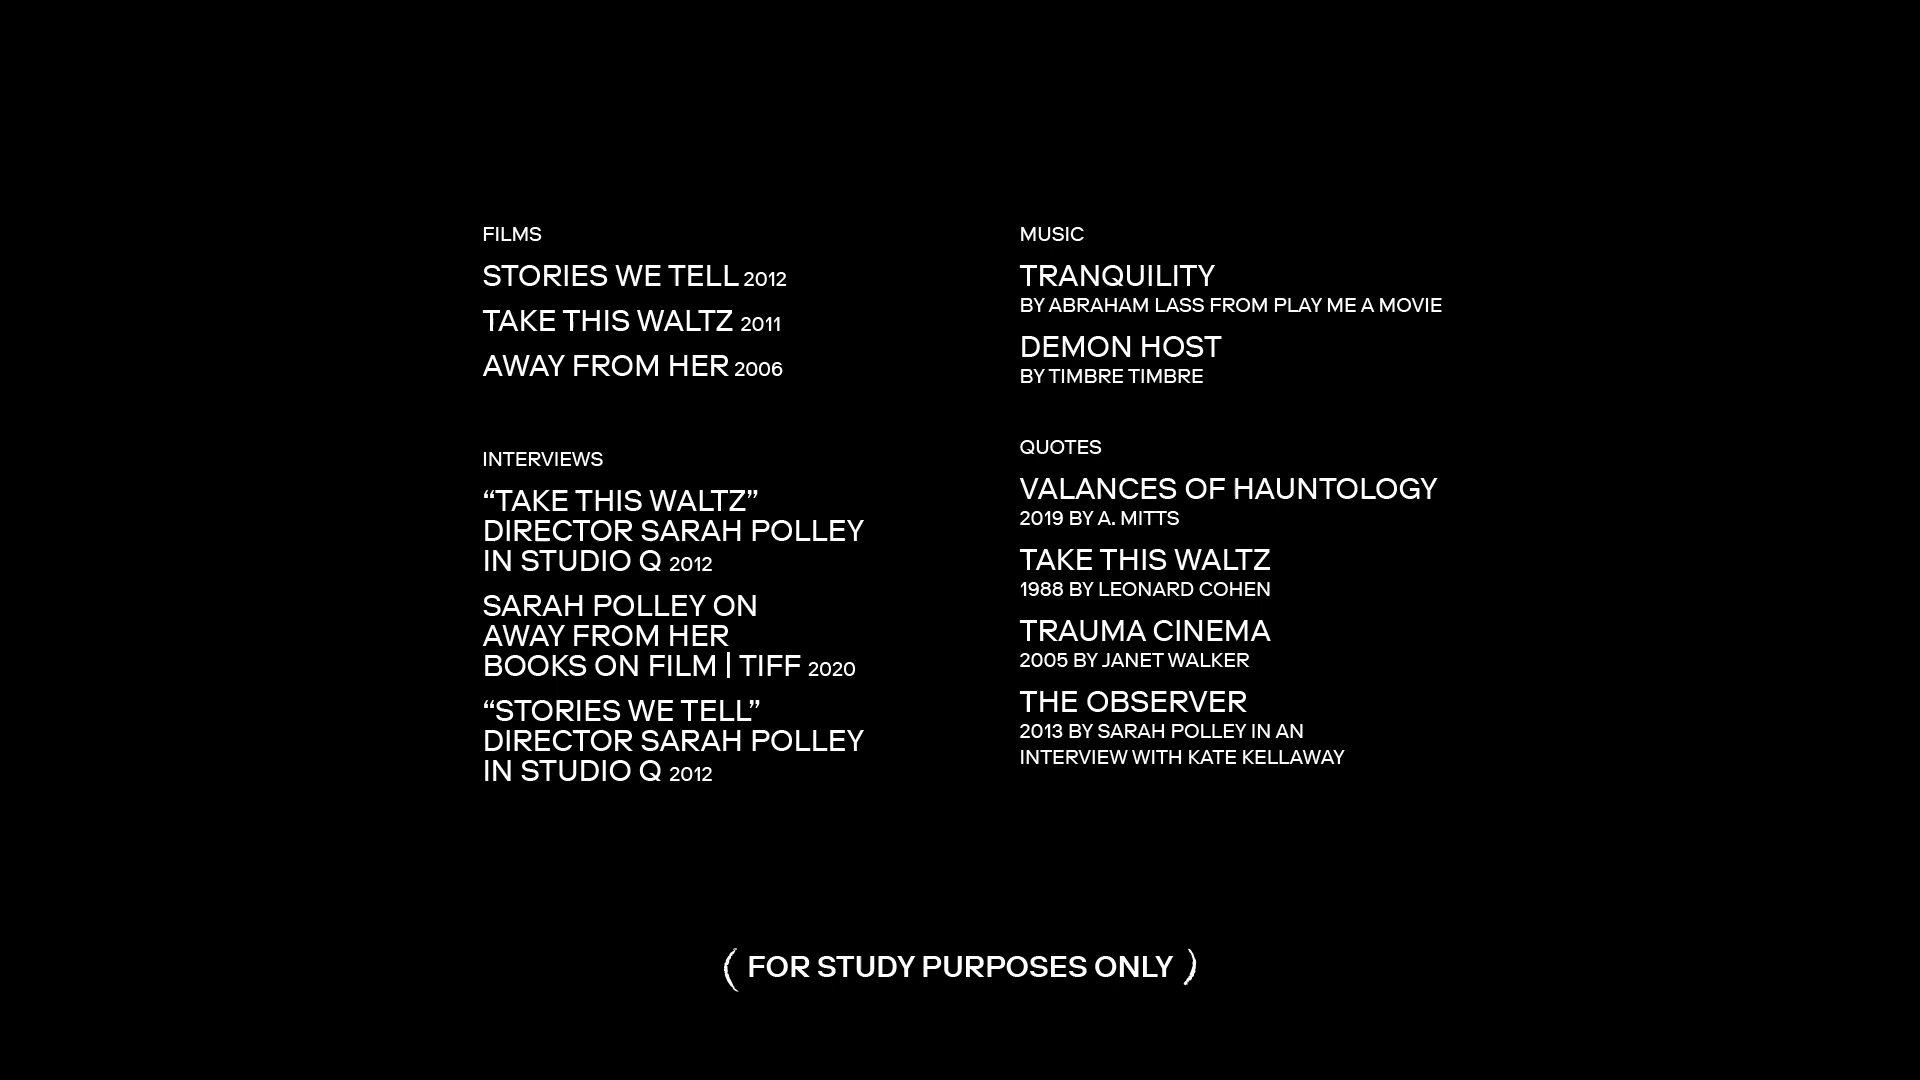 FILMS
STORIES WE TELL 2012
TAKE THIS WALTZ 2011
AWAY FROM HER 2006
INTERVIEWS
“TAKE THIS WALTZ”
DIRECTOR SARAH POLLEY
IN STUDIO Q 2012
SARAH POLLEY ON
AWAY FROM HER
BOOKS ON FILM | TIFF 2020
“STORIES WE TELL”
DIRECTOR SARAH POLLEY
IN STUDIO Q 2012
MUSIC
TRANQUILITY
BY ABRAHAM LASS FROM PLAY ME A MOVIE
DEMON HOST
BY TIMBRE TIMBRE
QUOTES
VALANCES OF HAUNTOLOGY
2019 BY A. MITTS
TAKE THIS WALTZ
1988 BY LEONARD COHEN
TRAUMA CINEMA
2005 BY JANET WALKER
THE OBSERVER
2013 BY SARAH POLLEY IN AN
INTERVIEW WITH KATE KELLAWAY
( FOR STUDY PURPOSES ONLY )